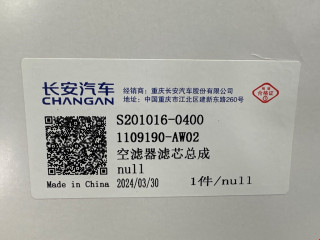 长安汽车
CHANGAN
经销商：重庆长安汽车股份有限公司
地址：中国重庆市江北区建新东路260号
合格证
S201016-0400
1109190-AW02
空滤器滤芯总成
null
Made in China 2024/03/30 1件/null